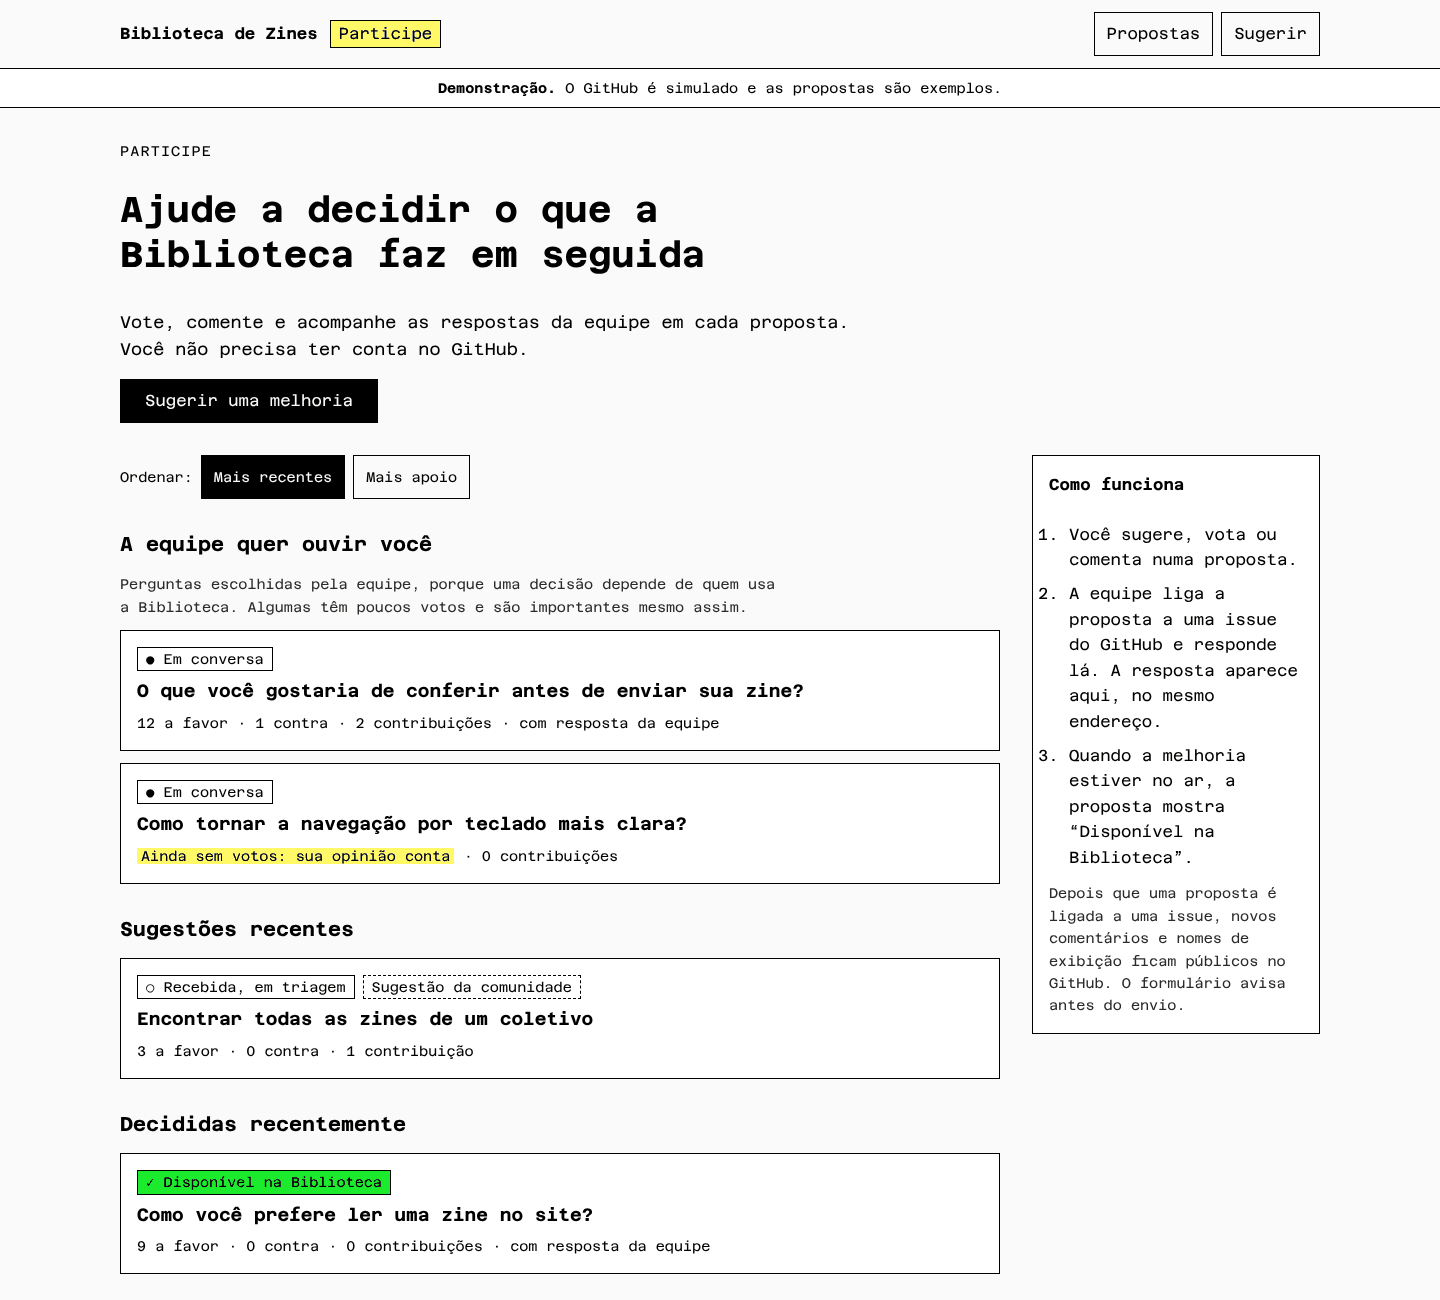 Biblioteca de Zines Participe
Propostas Sugerir
Demonstração. O GitHub é simulado e as propostas são exemplos.
PARTICIPE
Ajude a decidir o que a
Biblioteca faz em seguida
Vote, comente e acompanhe as respostas da equipe em cada proposta.
Você não precisa ter conta no GitHub.
Sugerir uma melhoria
Ordenar: Mais recentes Mais apoio
A equipe quer ouvir você
Perguntas escolhidas pela equipe, porque uma decisão depende de quem usa
a Biblioteca. Algumas têm poucos votos e são importantes mesmo assim.
● Em conversa
O que você gostaria de conferir antes de enviar sua zine?
12 a favor · 1 contra · 2 contribuições · com resposta da equipe
● Em conversa
Como tornar a navegação por teclado mais clara?
Ainda sem votos: sua opinião conta · 0 contribuições
Sugestões recentes
○ Recebida, em triagem Sugestão da comunidade
Encontrar todas as zines de um coletivo
3 a favor · 0 contra · 1 contribuição
Decididas recentemente
✓ Disponível na Biblioteca
Como você prefere ler uma zine no site?
9 a favor · 0 contra · 0 contribuições · com resposta da equipe
Como funciona
1. Você sugere, vota ou
comenta numa proposta.
2. A equipe liga a
proposta a uma issue
do GitHub e responde
lá. A resposta aparece
aqui, no mesmo
endereço.
3. Quando a melhoria
estiver no ar, a
proposta mostra
“Disponível na
Biblioteca”.
Depois que uma proposta é
ligada a uma issue, novos
comentários e nomes de
exibição ficam públicos no
GitHub. O formulário avisa
antes do envio.